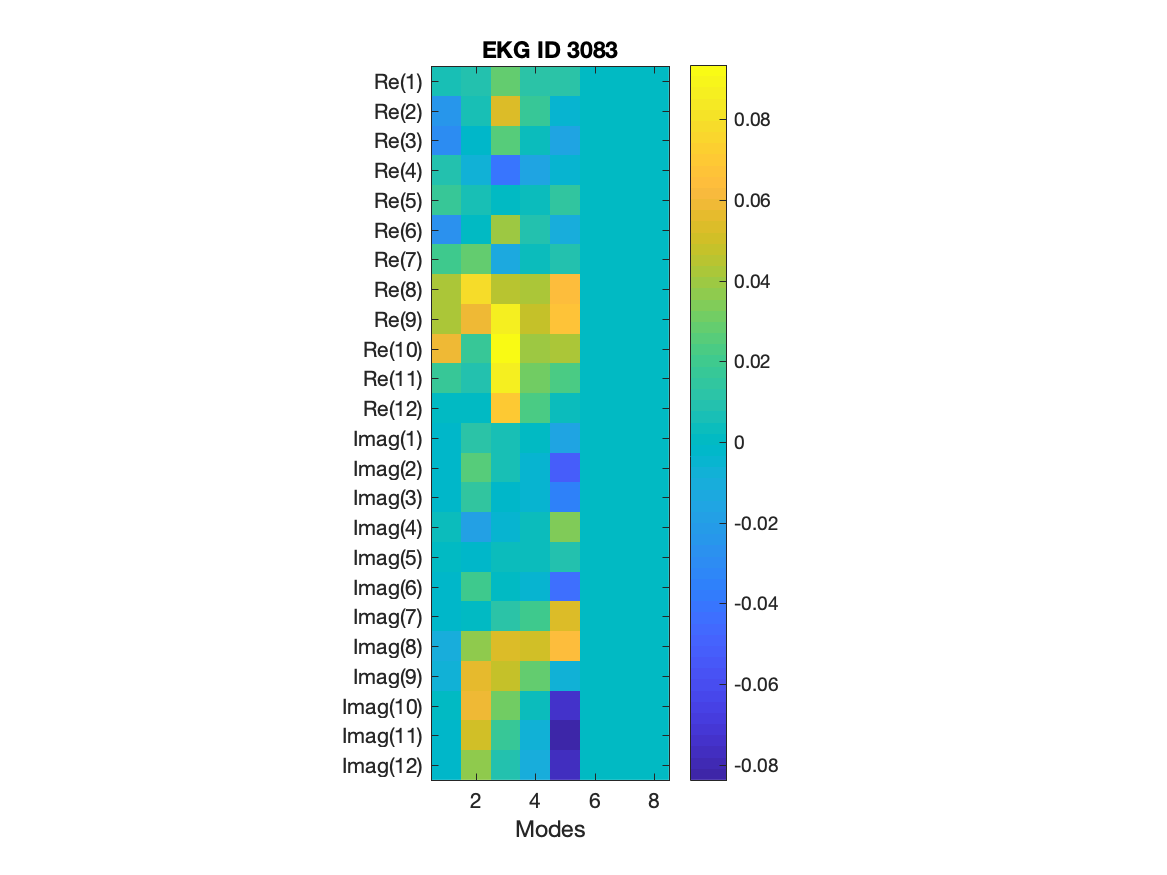 EKG ID 3083
Re(1)
Re(2)
Re(3)
Re(4)
Re(5)
Re(6)
Re(7)
Re(8)
Re(9)
Re(10)
Re(11)
Re(12)
Imag(1)
Imag(2)
Imag(3)
Imag(4)
Imag(5)
Imag(6)
Imag(7)
Imag(8)
Imag(9)
Imag(10)
Imag(11)
Imag(12)
2 4 6 8
Modes
0.08
0.06
0.04
0.02
0
-0.02
-0.04
-0.06
-0.08